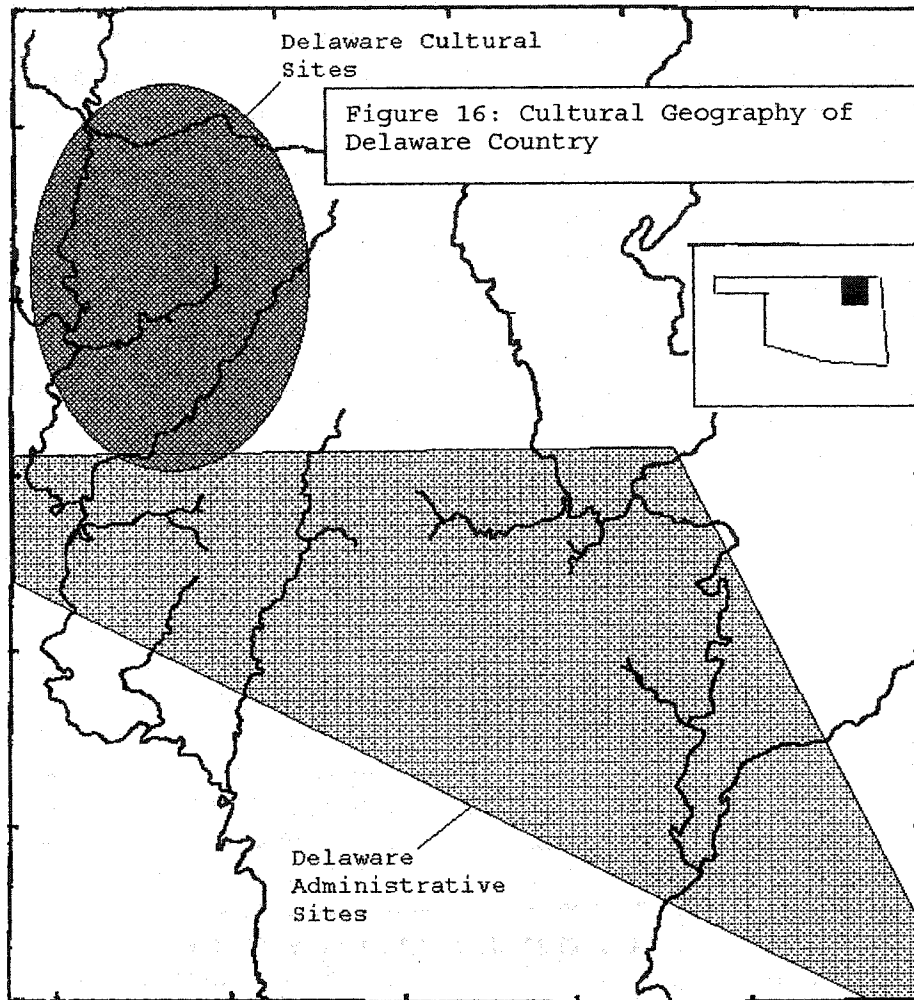 Delaware Cultural
Sites
Figure 16: Cultural Geography of
Delaware Country
Delaware
Administrative
Sites